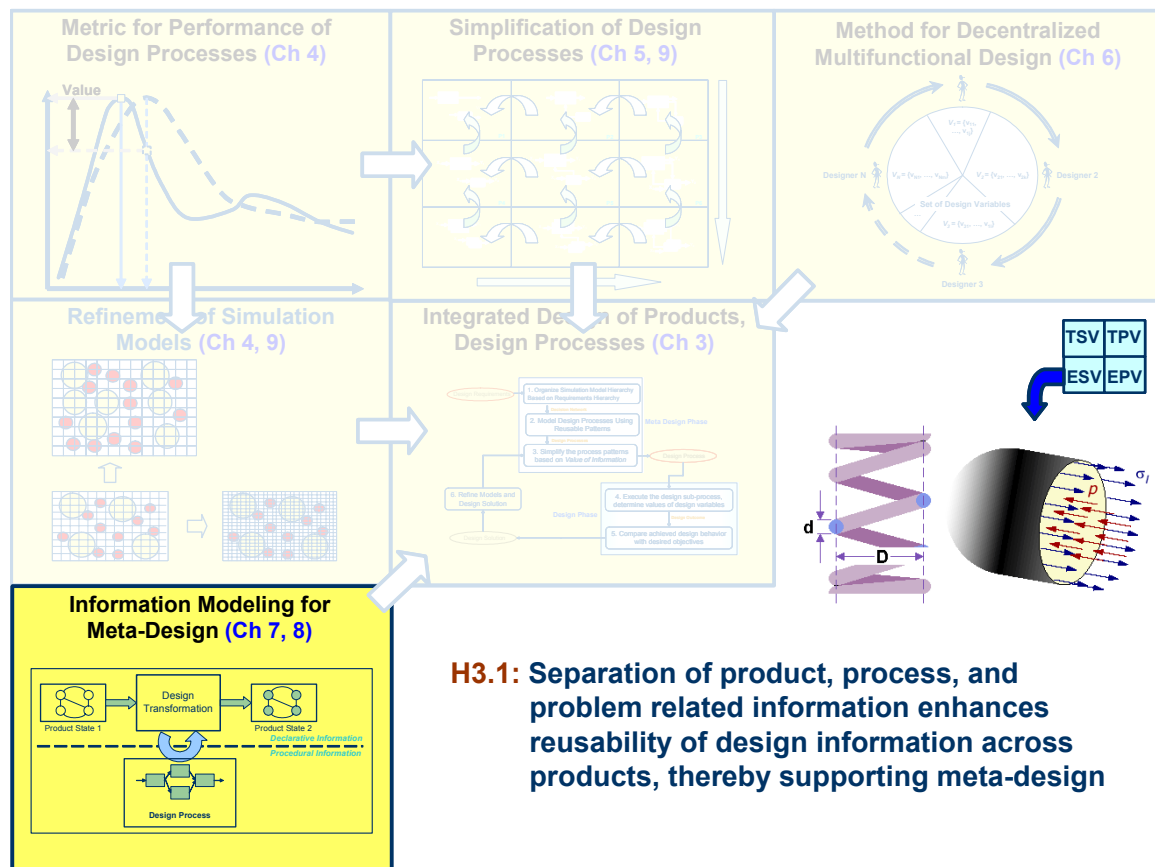 Metric for Performance of
Design Processes (Ch 4)
Value
Simplification of Design
Processes (Ch 5, 9)
Method for Decentralized
Multifunctional Design (Ch 6)
Designer N
Designer 2
Set of Design
Variables
Designer 3
Models (Ch 4, 9)
Integrated
of Products,
Design Processes (Ch 3)
1. Organize Simulation Model Hierarchy
Based on Requirements Hierarchy
2. Model Design Processes Using
Reusable Patterns
Meta Design Phase
3. Simplify the process patterns
based on Value of Information
Design Process
6. Refine Models and
Design Solution
4. Execute the design sub-process,
determine values of design variables
Design Phase
5. Compare achieved design behavior
with desired objectives
TSV TPV
ESV EPV
σ
p
d
D
Information Modeling for
Meta-Design (Ch 7, 8)
Design
Transformation
Product State 1
Product State 2
Declarative Information
Procedural Information
Design Process
H3.1: Separation of product, process, and
problem related information enhances
reusability of design information across
products, thereby supporting meta-design